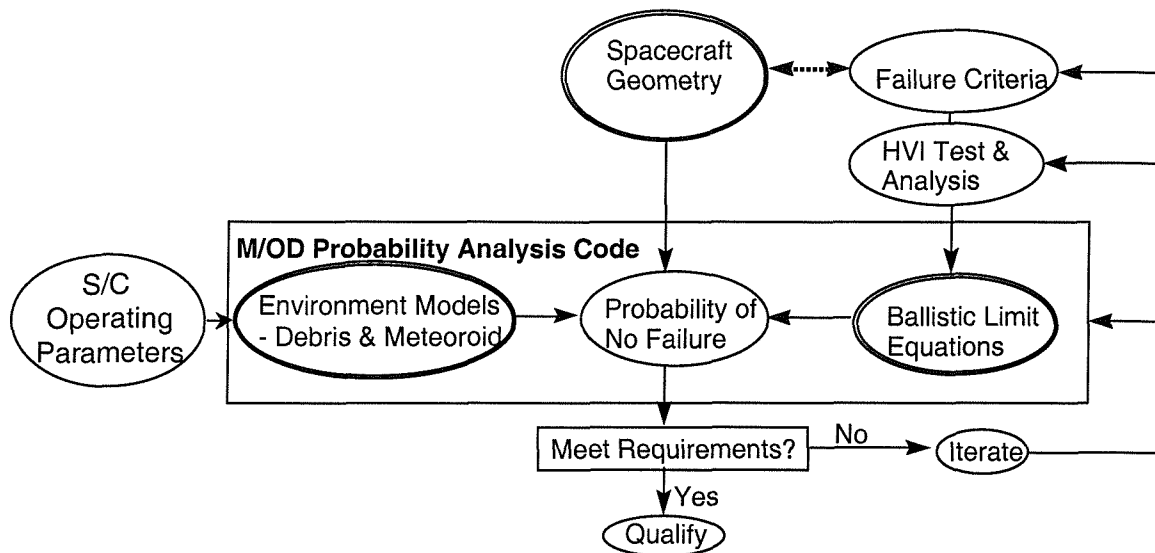 Spacecraft
Geometry
Failure Criteria
HVI Test &
Analysis
M/OD Probability Analysis Code
S/C
Operating
Parameters
Environment Models
- Debris & Meteoroid
Probability of
No Failure
Ballistic Limit
Equations
Meet Requirements?
No
Iterate
Yes
Qualify